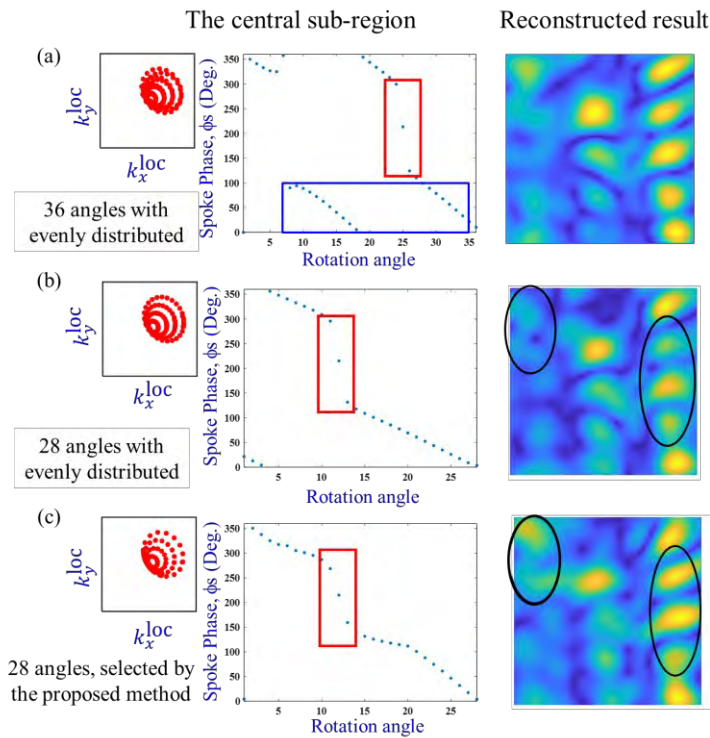 The central sub-region
Reconstructed result
(a)
k_y^loc
k_x^loc
36 angles with
evenly distributed
Spoke Phase, ϕs (Deg.)
350
300
250
200
150
100
50
0
5
10
15
20
25
30
35
Rotation angle
(b)
k_y^loc
k_x^loc
28 angles with
evenly distributed
Spoke Phase, ϕs (Deg.)
350
300
250
200
150
100
50
0
5
10
15
20
25
Rotation angle
(c)
k_y^loc
k_x^loc
28 angles, selected by
the proposed method
Spoke Phase, ϕs (Deg.)
350
300
250
200
150
100
50
0
5
10
15
20
25
Rotation angle